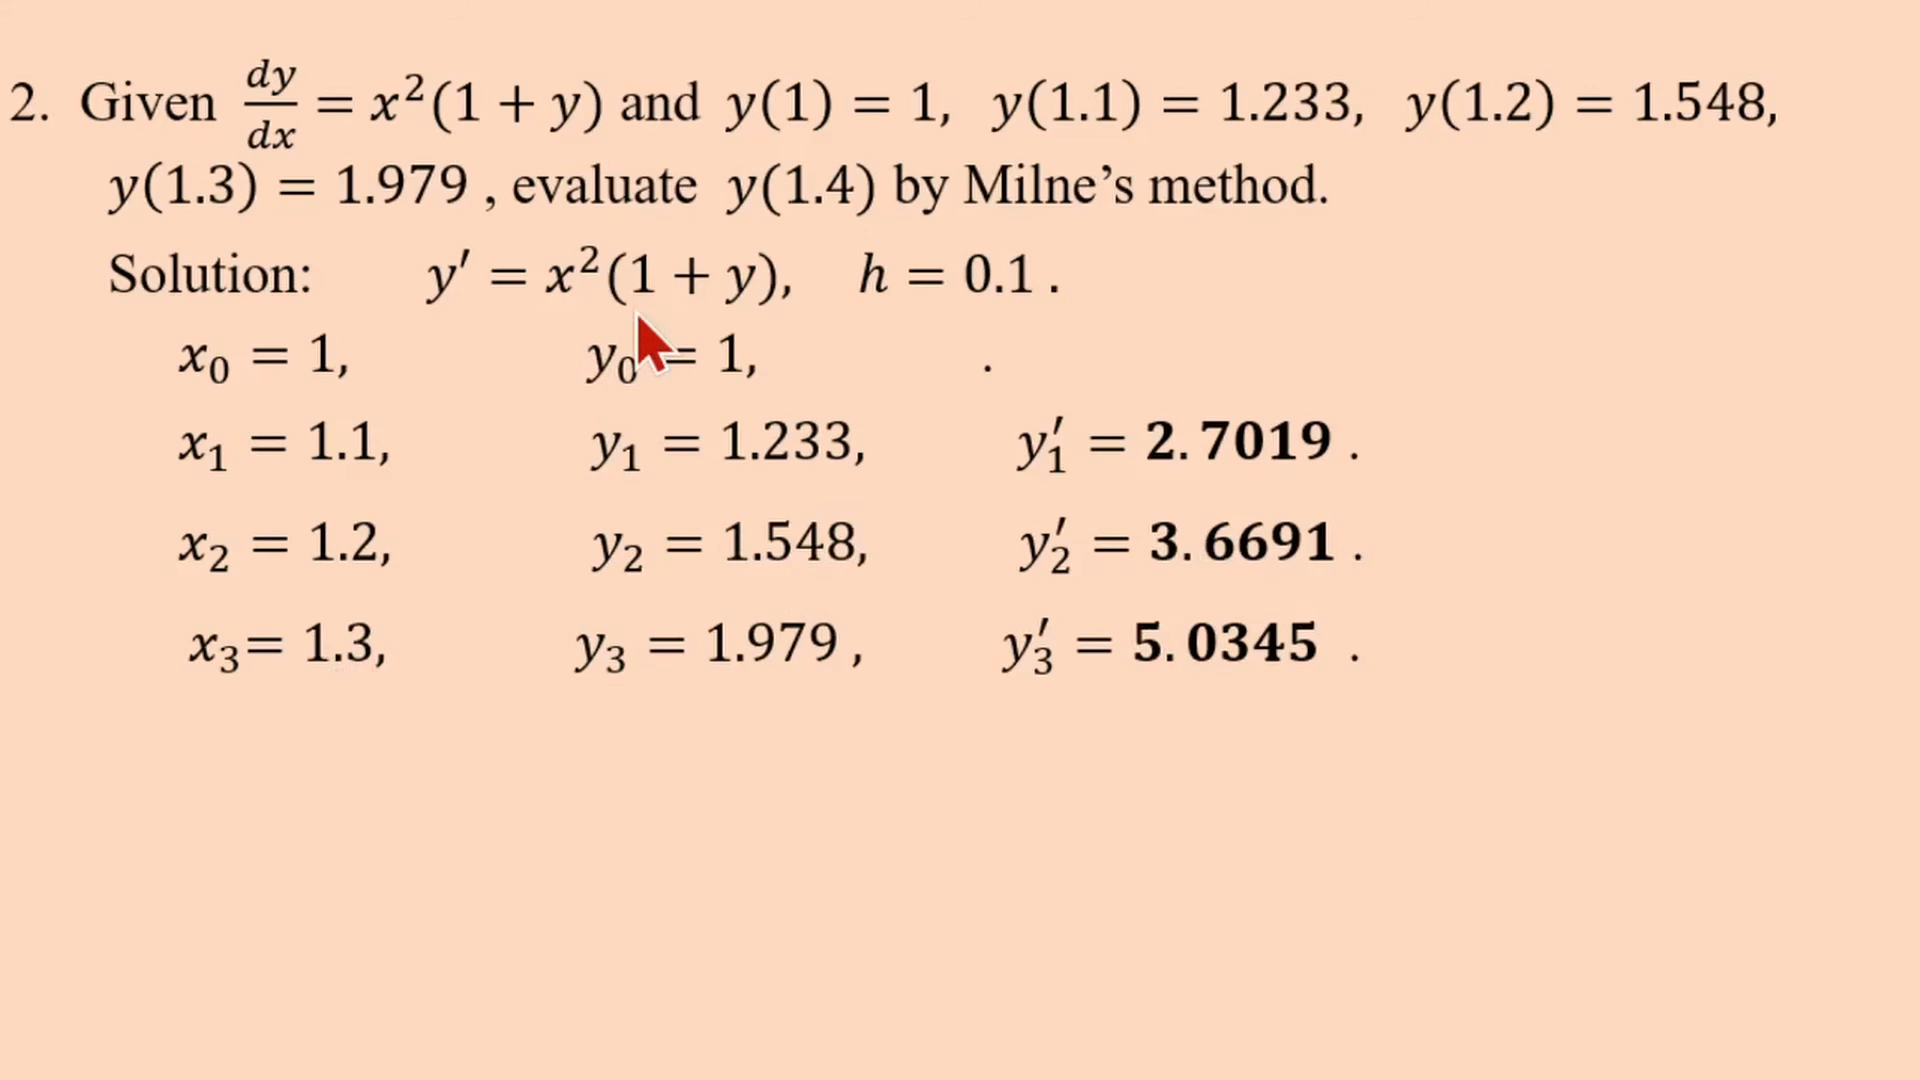 2. Given dy/dx = x²(1 + y) and y(1) = 1, y(1.1) = 1.233, y(1.2) = 1.548,
y(1.3) = 1.979 , evaluate y(1.4) by Milne’s method.
Solution: y′ = x²(1 + y), h = 0.1 .
x₀ = 1, y₀ = 1, .
x₁ = 1.1, y₁ = 1.233, y₁′ = 2.7019 .
x₂ = 1.2, y₂ = 1.548, y₂′ = 3.6691 .
x₃= 1.3, y₃ = 1.979 , y₃′ = 5.0345 .